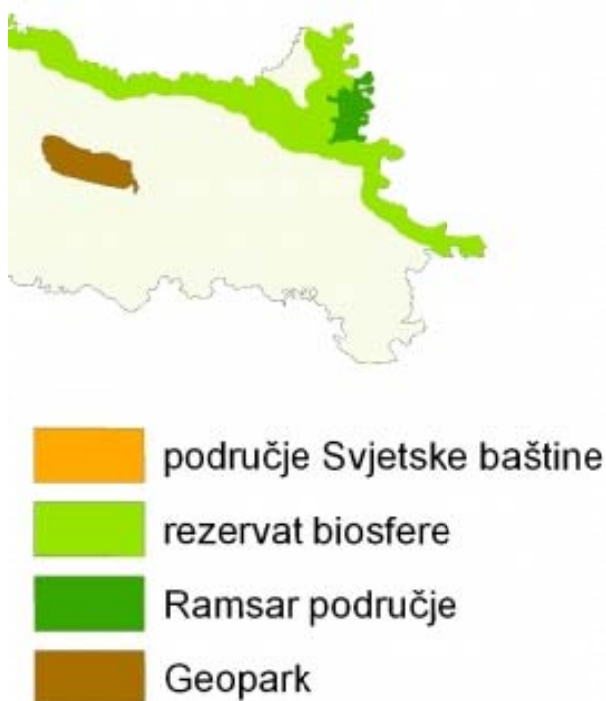 područje Svjetske baštine
rezervat biosfere
Ramsar područje
Geopark